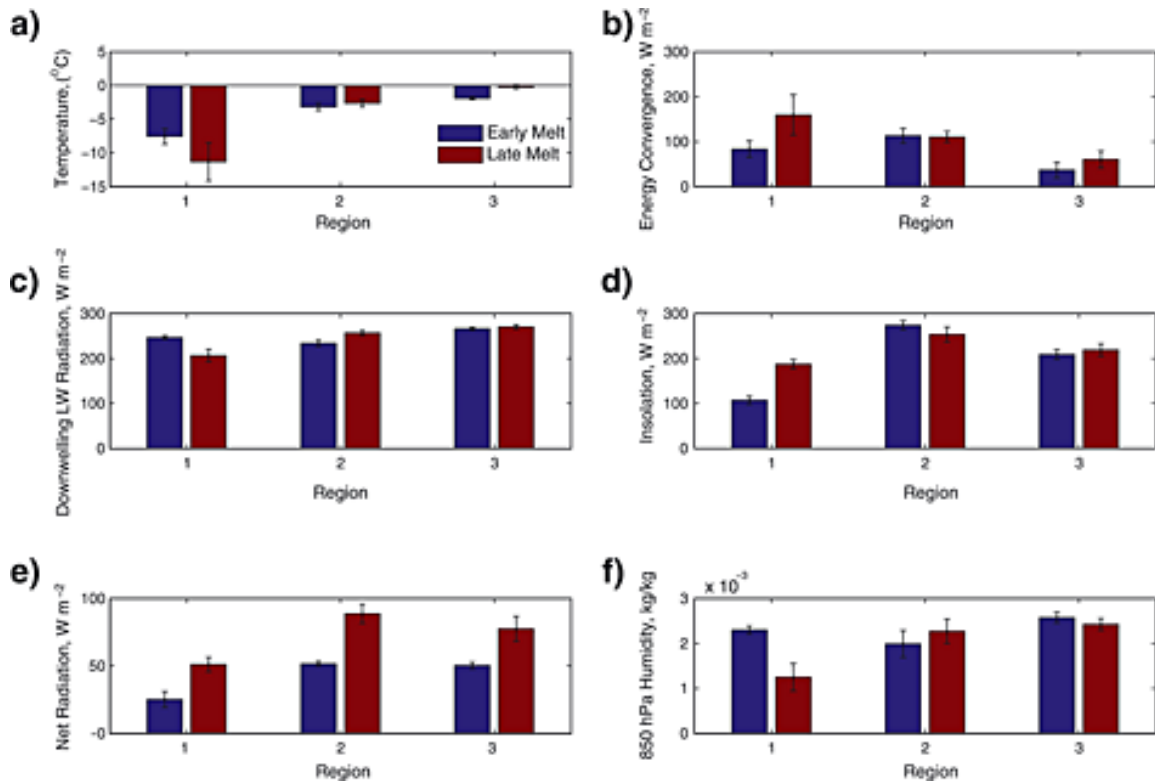 a)
Temperature, (⁰C)
5
0
−5
−10
−15
1 2 3
Region
Early Melt
Late Melt
b)
Energy Convergence, W m⁻²
300
200
100
0
1 2 3
Region
c)
Downwelling LW Radiation, W m⁻²
300
200
100
0
1 2 3
Region
d)
Insolation, W m⁻²
300
200
100
0
1 2 3
Region
e)
Net Radiation, W m⁻²
100
50
−0
1 2 3
Region
f)
850 hPa Humidity, kg/kg
x 10⁻³
3
2
1
0
1 2 3
Region